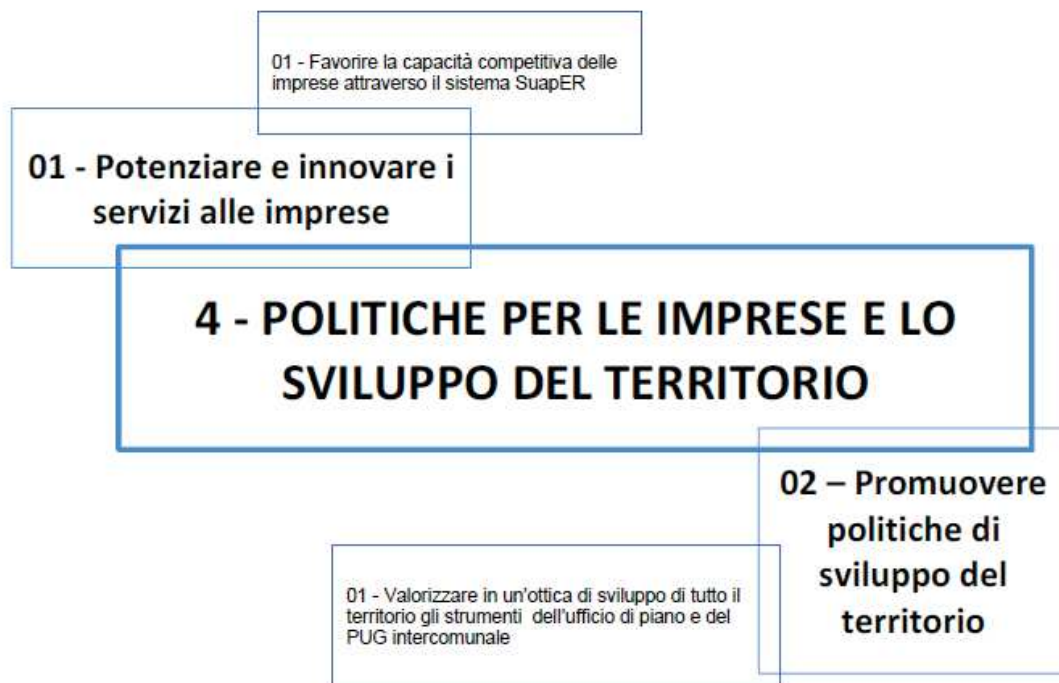 01 - Favorire la capacità competitiva delle
imprese attraverso il sistema SuapER
01 - Potenziare e innovare i
servizi alle imprese
4 - POLITICHE PER LE IMPRESE E LO
SVILUPPO DEL TERRITORIO
02 – Promuovere
politiche di
sviluppo del
territorio
01 - Valorizzare in un'ottica di sviluppo di tutto il
territorio gli strumenti dell'ufficio di piano e del
PUG intercomunale